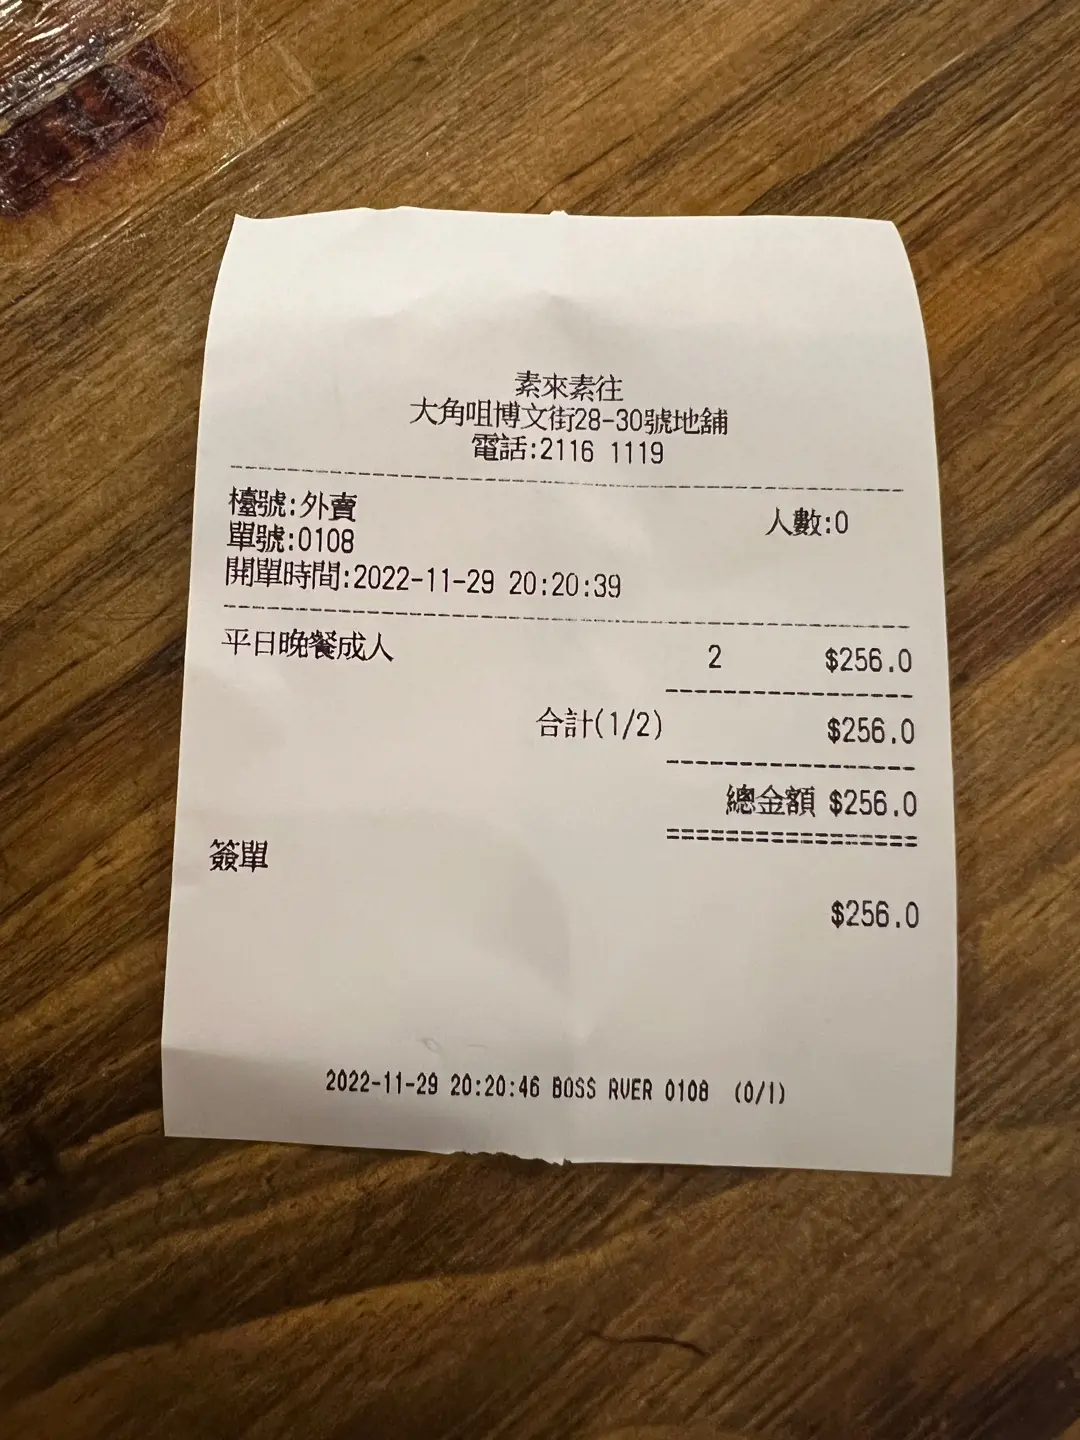 素來素往
大角咀博文街28-30號地舖
電話:2116 1119
檯號:外賣 人數:0
單號:0108
開單時間:2022-11-29 20:20:39
平日晚餐成人 2 $256.0
合計(1/2) $256.0
總金額 $256.0
簽單
$256.0
2022-11-29 20:20:46 BOSS RVER 0108 (0/1)